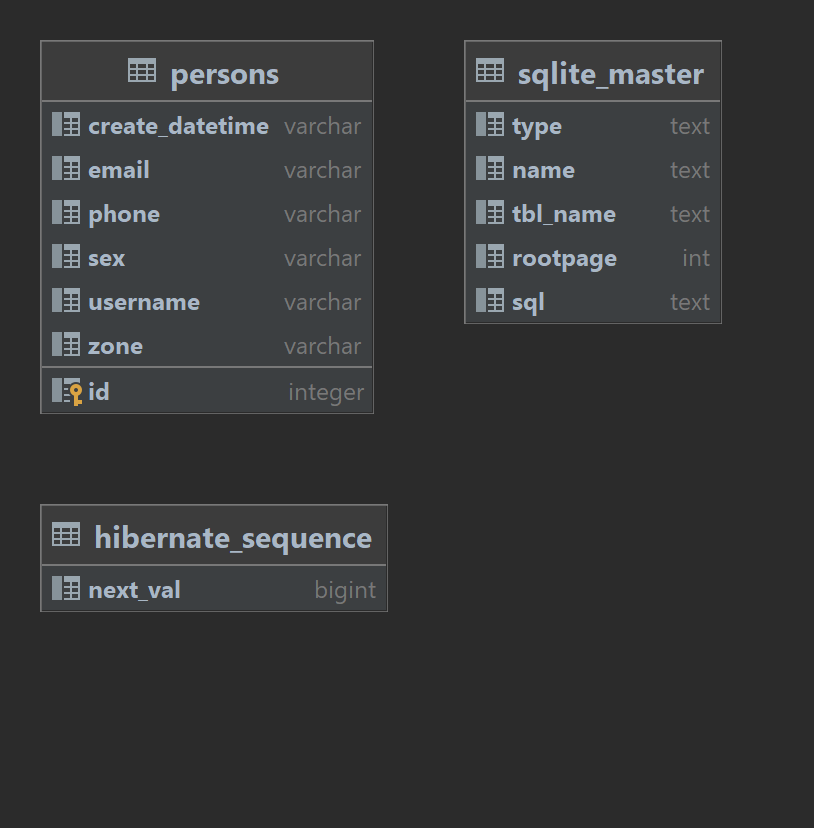 persons
create_datetime varchar
email varchar
phone varchar
sex varchar
username varchar
zone varchar
id integer
sqlite_master
type text
name text
tbl_name text
rootpage int
sql text
hibernate_sequence
next_val bigint